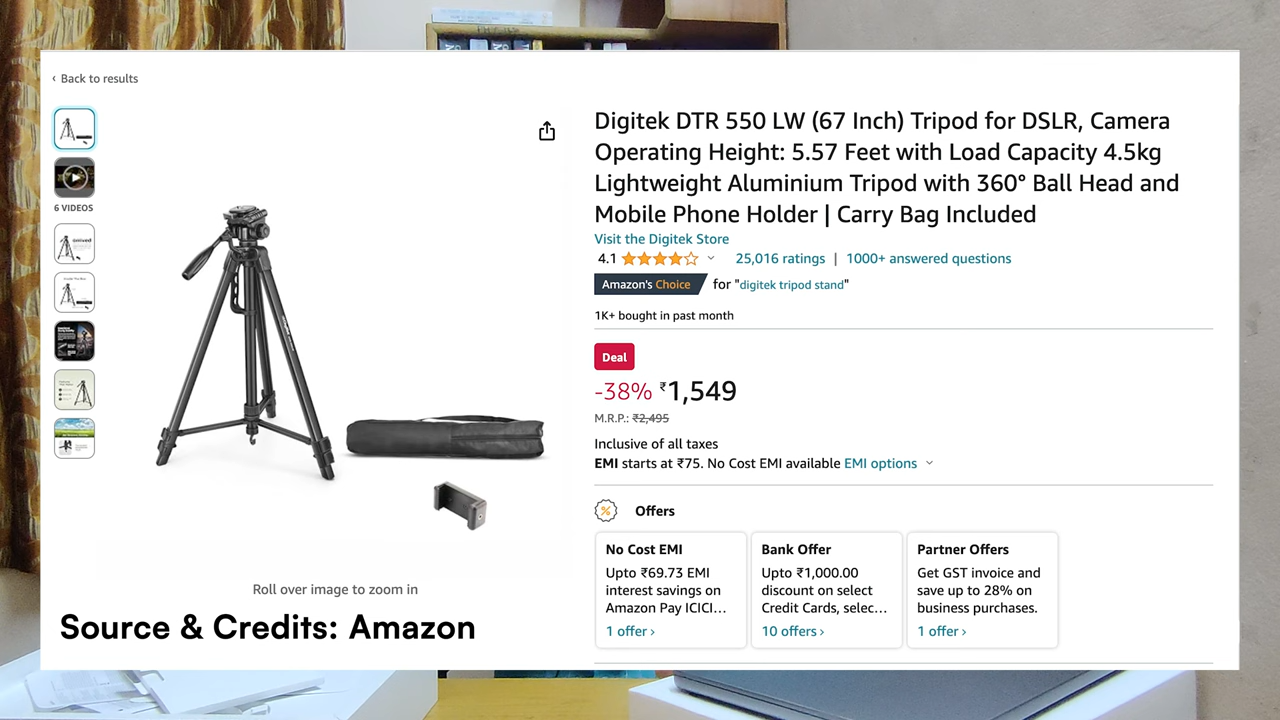 ‹ Back to results
6 VIDEOS
Roll over image to zoom in
Source & Credits: Amazon
Digitek DTR 550 LW (67 Inch) Tripod for DSLR, Camera
Operating Height: 5.57 Feet with Load Capacity 4.5kg
Lightweight Aluminium Tripod with 360° Ball Head and
Mobile Phone Holder | Carry Bag Included
Visit the Digitek Store
4.1 25,016 ratings | 1000+ answered questions
Amazon's Choice for "digitek tripod stand"
1K+ bought in past month
Deal
-38% ₹1,549
M.R.P.: ₹2,495
Inclusive of all taxes
EMI starts at ₹75. No Cost EMI available EMI options
% Offers
No Cost EMI
Upto ₹69.73 EMI
interest savings on
Amazon Pay ICICI...
1 offer ›
Bank Offer
Upto ₹1,000.00
discount on select
Credit Cards, selec...
10 offers ›
Partner Offers
Get GST invoice and
save up to 28% on
business purchases.
1 offer ›